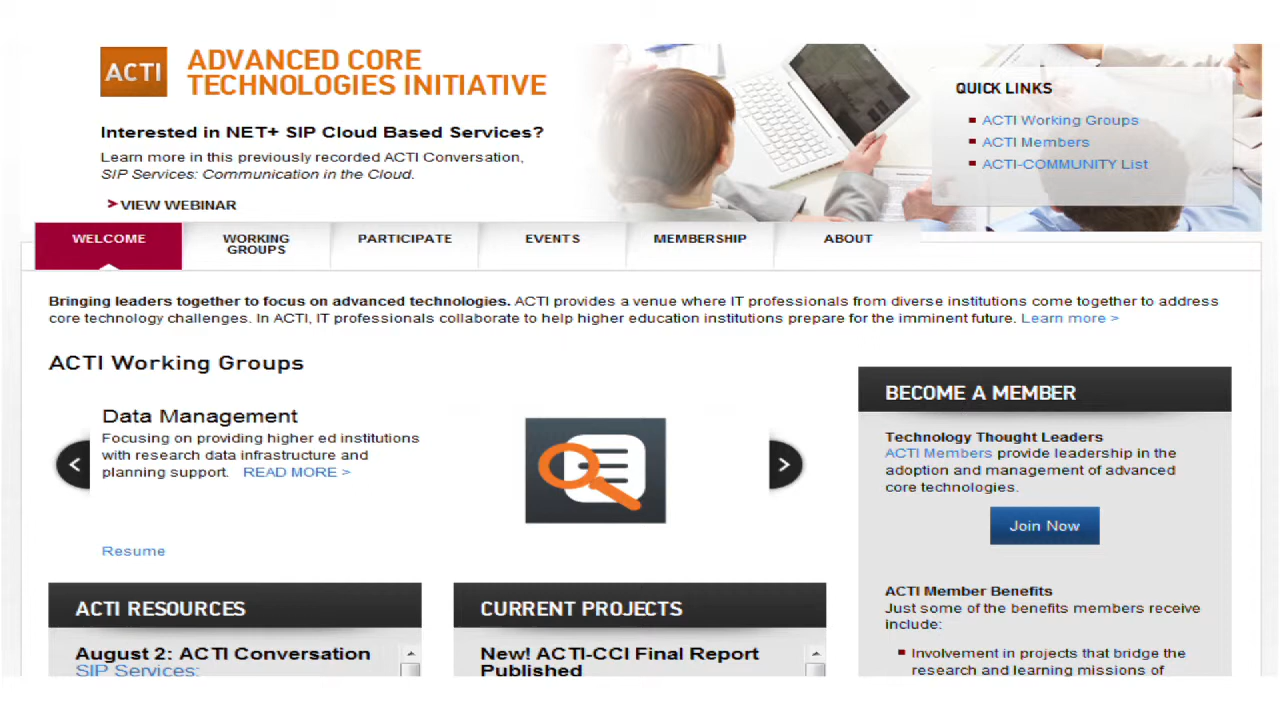 ACTI
ADVANCED CORE
TECHNOLOGIES INITIATIVE
Interested in NET+ SIP Cloud Based Services?
Learn more in this previously recorded ACTI Conversation,
SIP Services: Communication in the Cloud.
VIEW WEBINAR
QUICK LINKS
ACTI Working Groups
ACTI Members
ACTI-COMMUNITY List
WELCOME
WORKING
GROUPS
PARTICIPATE
EVENTS
MEMBERSHIP
ABOUT
Bringing leaders together to focus on advanced technologies. ACTI provides a venue where IT professionals from diverse institutions come together to address
core technology challenges. In ACTI, IT professionals collaborate to help higher education institutions prepare for the imminent future. Learn more >
ACTI Working Groups
Data Management
Focusing on providing higher ed institutions
with research data infrastructure and
planning support. READ MORE >
Resume
ACTI RESOURCES
August 2: ACTI Conversation
SIP Services:
CURRENT PROJECTS
New! ACTI-CCI Final Report
Published
BECOME A MEMBER
Technology Thought Leaders
ACTI Members provide leadership in the
adoption and management of advanced
core technologies.
Join Now
ACTI Member Benefits
Just some of the benefits members receive
include:
Involvement in projects that bridge the
research and learning missions of